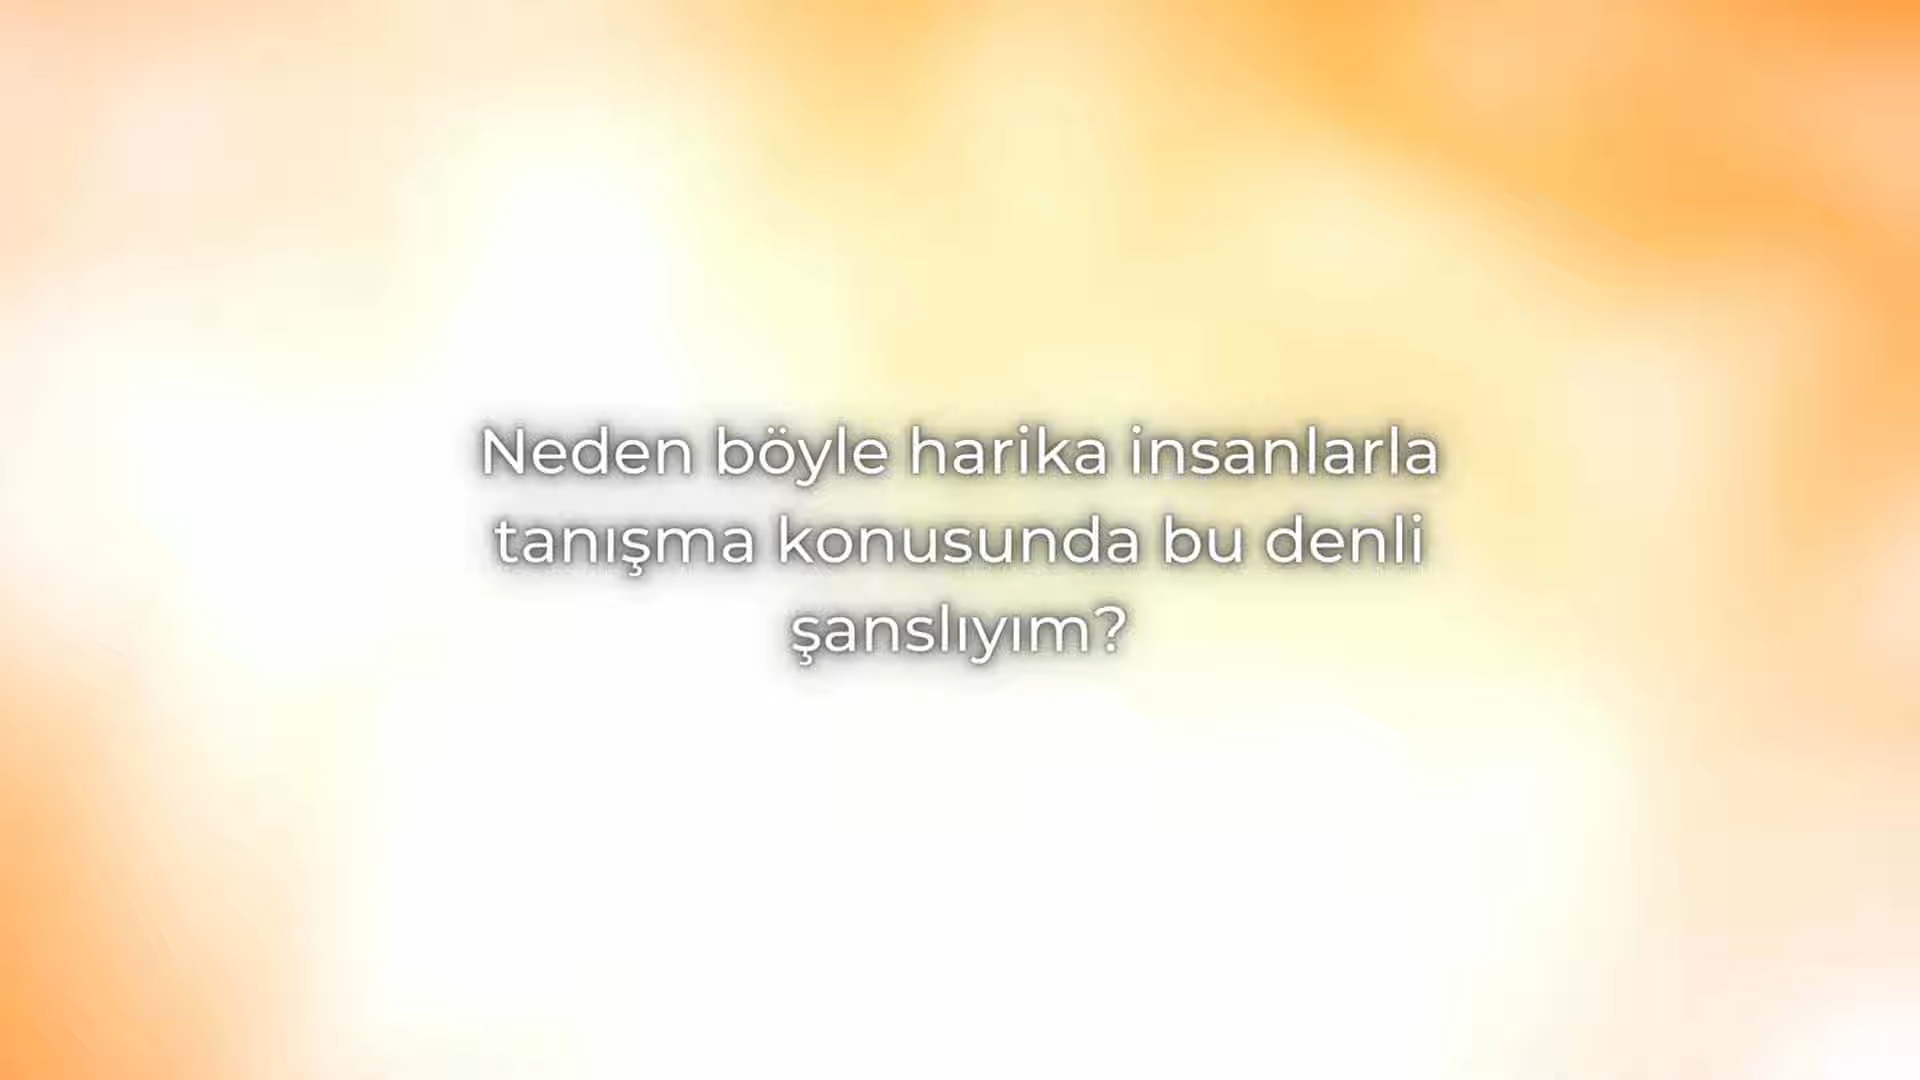 Neden böyle harika insanlarla
tanışma konusunda bu denli
şanslıyım?